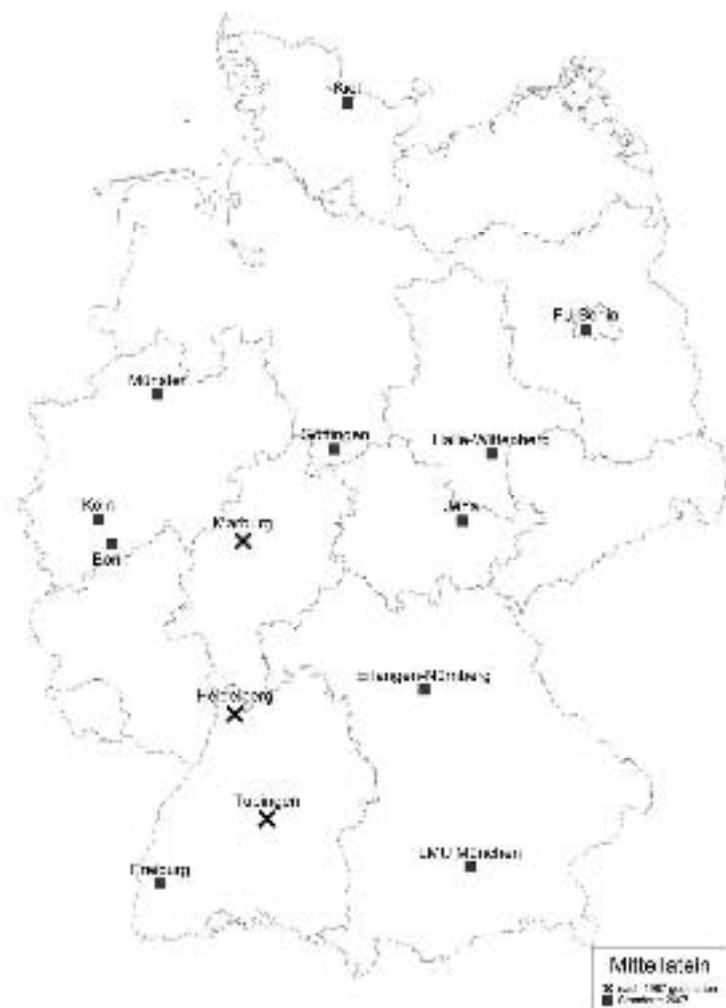 Kiel
FU Berlin
Münster
Göttingen
Halle-Wittenberg
Köln
Jena
Marburg
Bonn
Erlangen-Nürnberg
Heidelberg
Tübingen
LMU München
Freiburg
Mittellatein